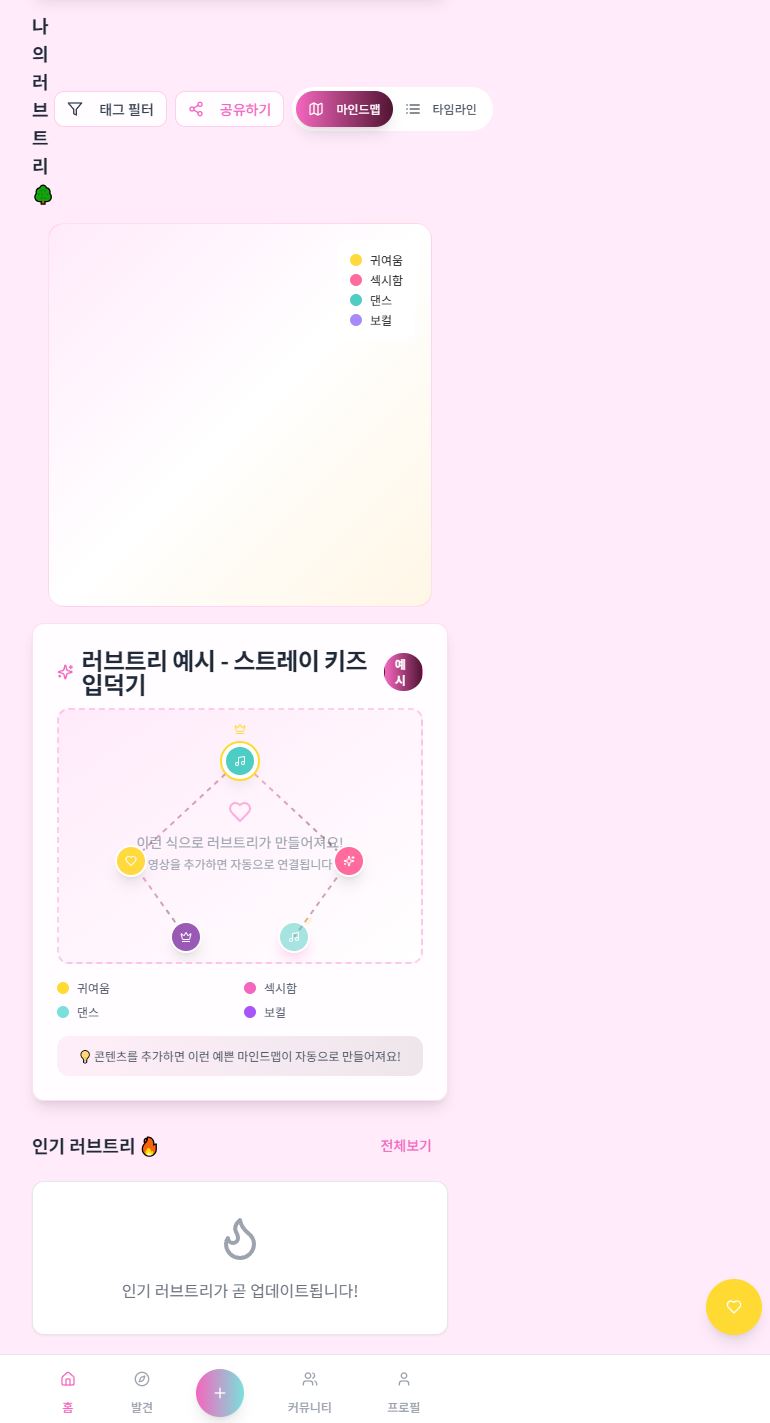 나의러브트리 🌳
태그 필터
공유하기
마인드맵
타임라인
귀여움
섹시함
댄스
보컬
러브트리 예시 - 스트레이 키즈
입덕기
예시
이런 식으로 러브트리가 만들어져요!
영상을 추가하면 자동으로 연결됩니다
귀여움
섹시함
댄스
보컬
💡 콘텐츠를 추가하면 이런 예쁜 마인드맵이 자동으로 만들어져요!
인기 러브트리 🔥
전체보기
인기 러브트리가 곧 업데이트됩니다!
홈
발견
커뮤니티
프로필